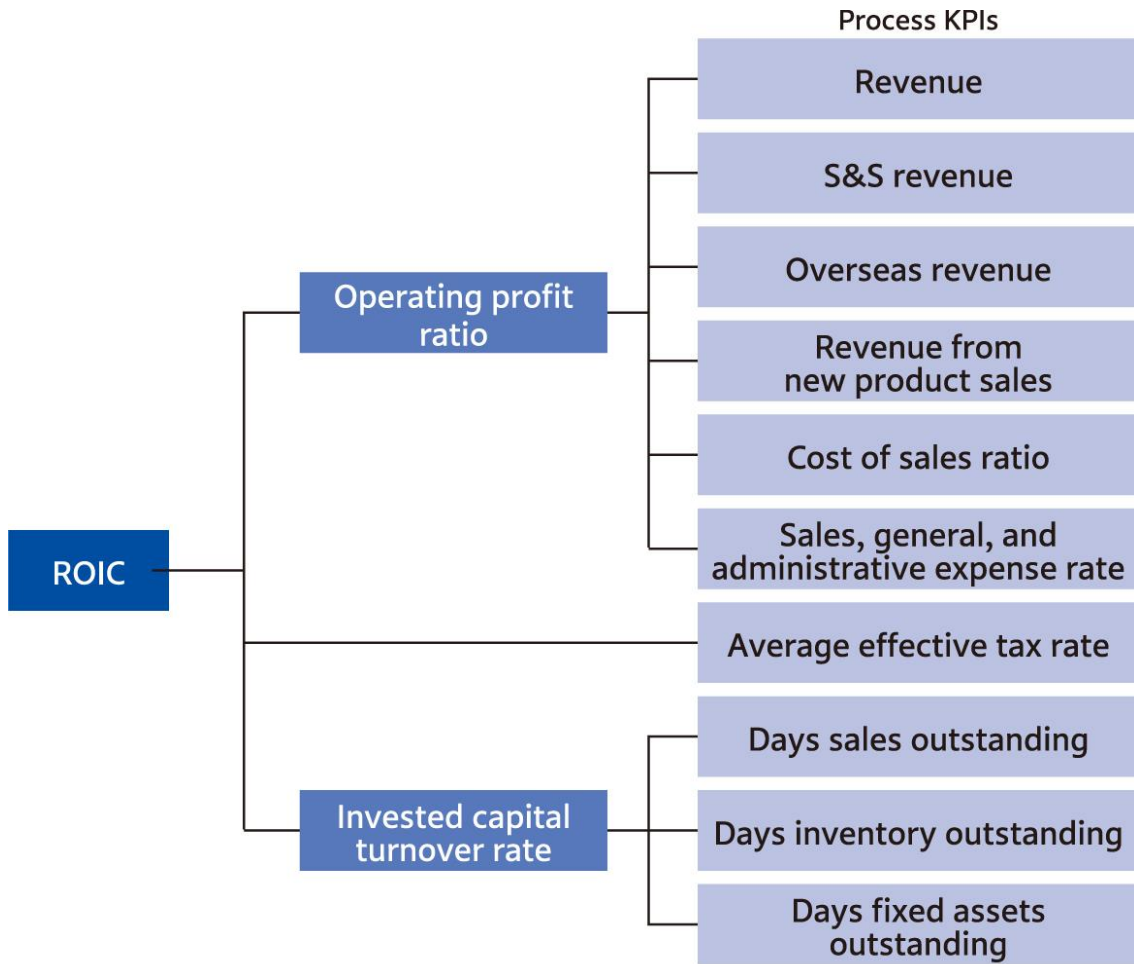 Process KPIs
Revenue
S&S revenue
Overseas revenue
Operating profit
ratio
Revenue from
new product sales
Cost of sales ratio
Sales, general, and
administrative expense rate
ROIC
Average effective tax rate
Days sales outstanding
Invested capital
turnover rate
Days inventory outstanding
Days fixed assets
outstanding